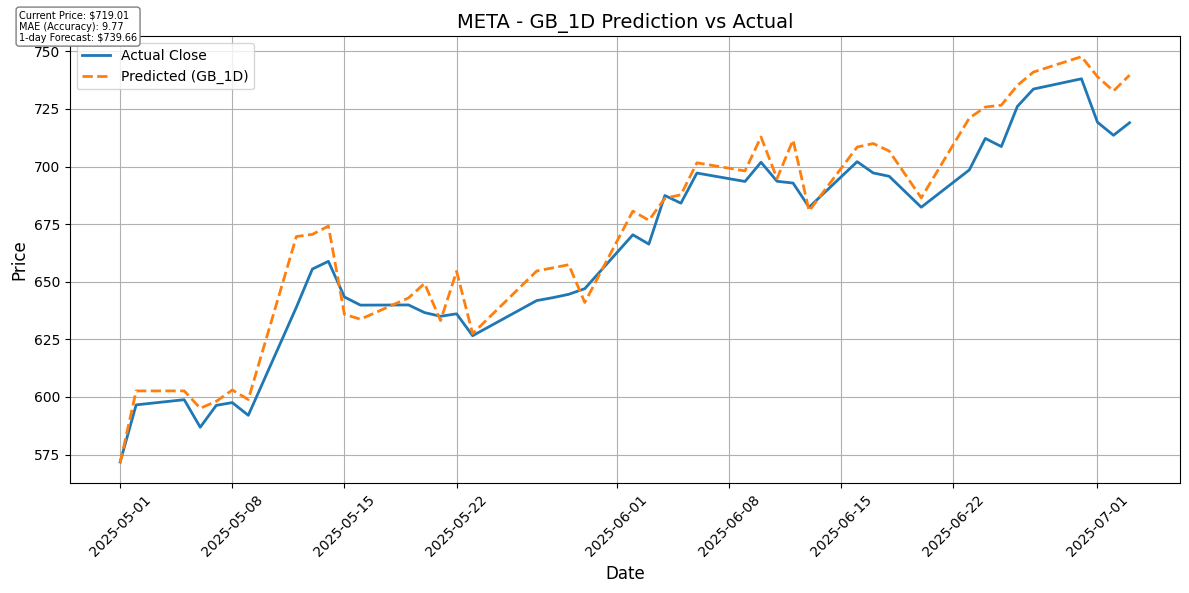 META - GB_1D Prediction vs Actual
Current Price: $719.01
MAE (Accuracy): 9.77
1-day Forecast: $739.66
Actual Close
Predicted (GB_1D)
Price
750
725
700
675
650
625
600
575
2025-05-01
2025-05-08
2025-05-15
2025-05-22
2025-06-01
2025-06-08
2025-06-15
2025-06-22
2025-07-01
Date